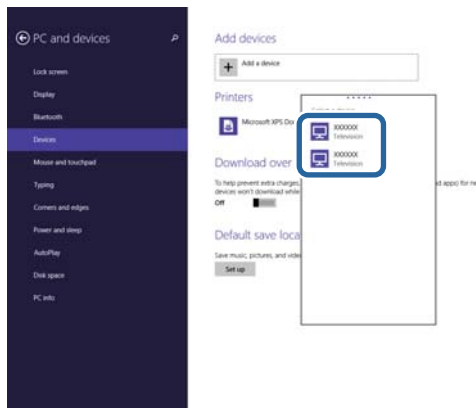 PC and devices
Lock screen
Display
Bluetooth
Devices
Mouse and touchpad
Typing
Corners and edges
Power and sleep
AutoPlay
Disk space
PC info
Add devices
Add a device
Printers
Microsoft XPS Doc
XXXXXX
Television
XXXXXX
Television
Download over
To help prevent extra charges,
d apps) for ne
devices won't download while
Off
Default save loca
Save music, pictures, and vide
Set up